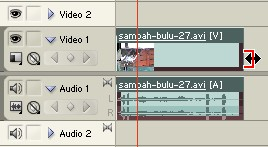 Video 2
Video 1
sampah-bulu-27.avi [V]
Audio 1
sampah-bulu-27.avi [A]
L
R
Audio 2